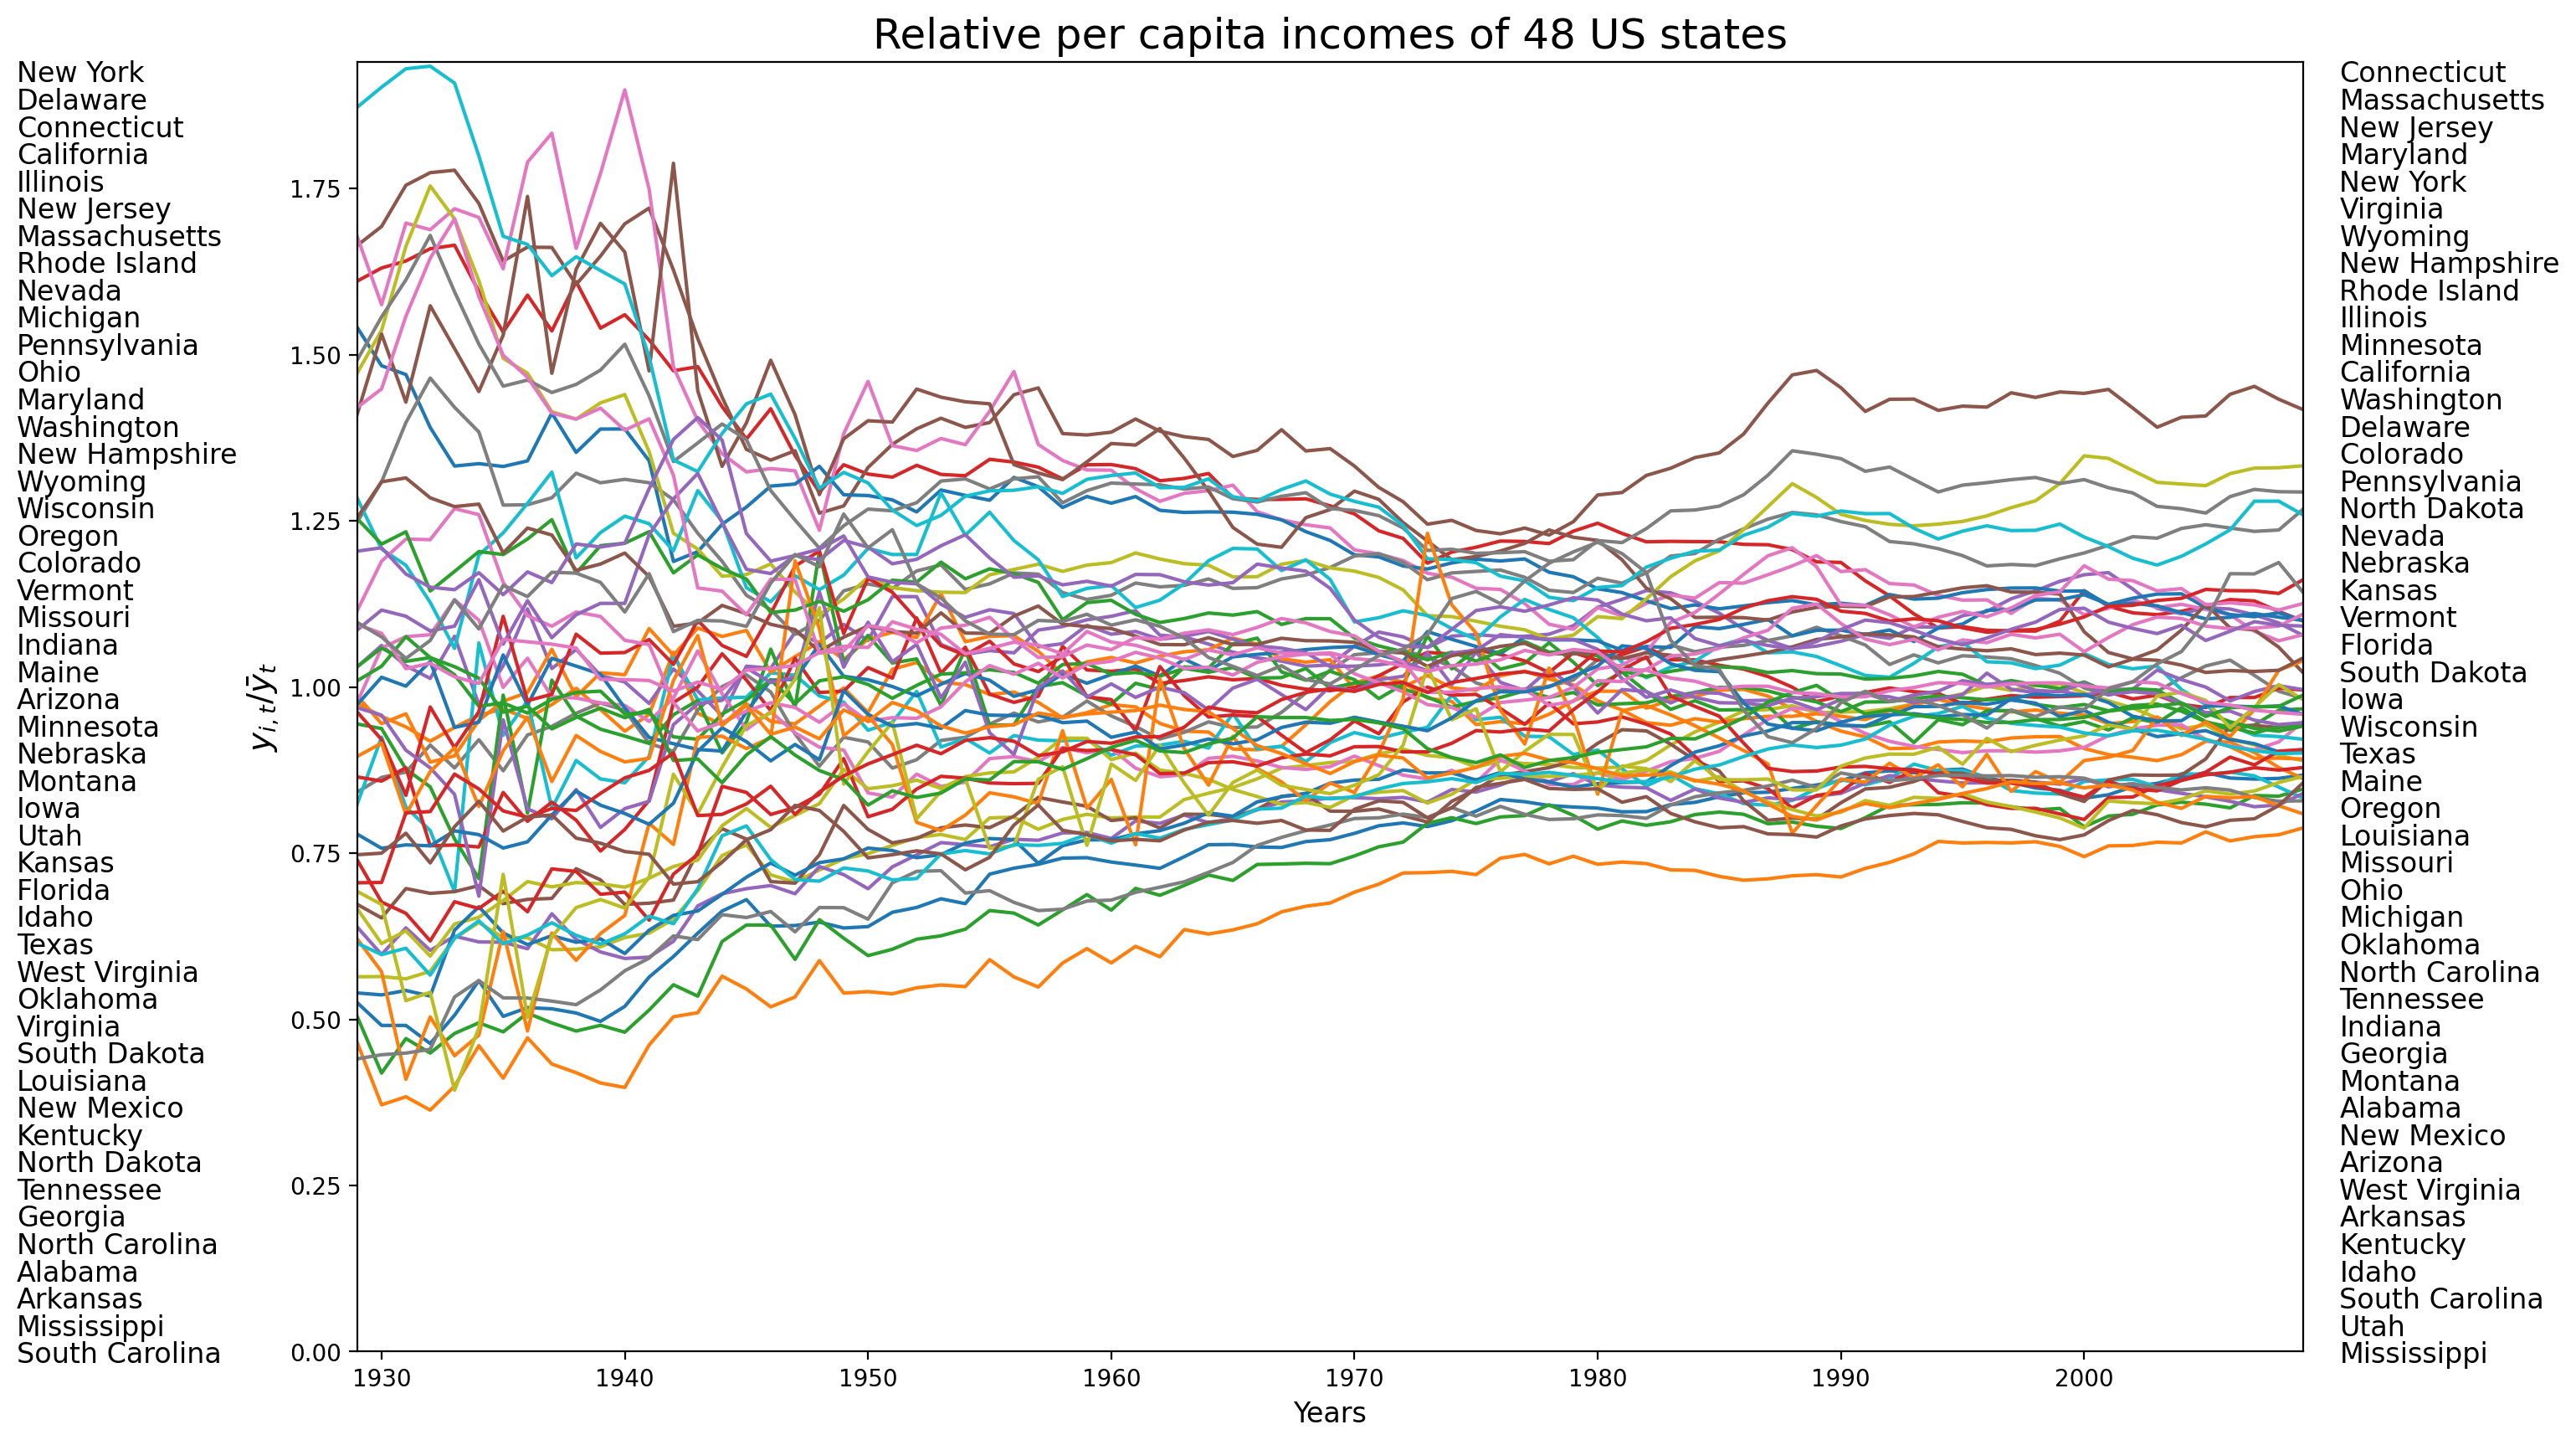 Relative per capita incomes of 48 US states
New York
Delaware
Connecticut
California
Illinois
New Jersey
Massachusetts
Rhode Island
Nevada
Michigan
Pennsylvania
Ohio
Maryland
Washington
New Hampshire
Wyoming
Wisconsin
Oregon
Colorado
Vermont
Missouri
Indiana
Maine
Arizona
Minnesota
Nebraska
Montana
Iowa
Utah
Kansas
Florida
Idaho
Texas
West Virginia
Oklahoma
Virginia
South Dakota
Louisiana
New Mexico
Kentucky
North Dakota
Tennessee
Georgia
North Carolina
Alabama
Arkansas
Mississippi
South Carolina
y_{i,t}/ȳ_t
1.75
1.50
1.25
1.00
0.75
0.50
0.25
0.00
1930 1940 1950 1960 1970 1980 1990 2000
Years
Connecticut
Massachusetts
New Jersey
Maryland
New York
Virginia
Wyoming
New Hampshire
Rhode Island
Illinois
Minnesota
California
Washington
Delaware
Colorado
Pennsylvania
North Dakota
Nevada
Nebraska
Kansas
Vermont
Florida
South Dakota
Iowa
Wisconsin
Texas
Maine
Oregon
Louisiana
Missouri
Ohio
Michigan
Oklahoma
North Carolina
Tennessee
Indiana
Georgia
Montana
Alabama
New Mexico
Arizona
West Virginia
Arkansas
Kentucky
Idaho
South Carolina
Utah
Mississippi